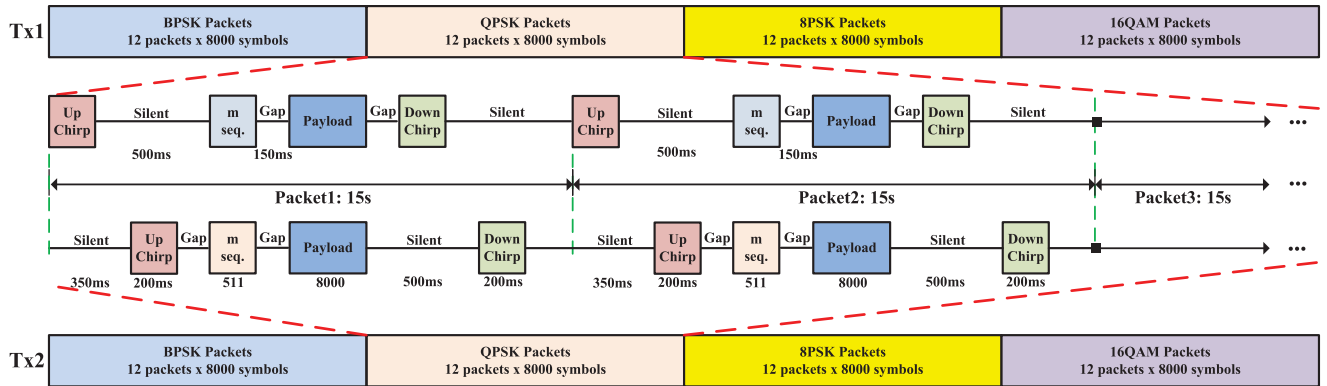 Tx1
BPSK Packets
12 packets x 8000 symbols
QPSK Packets
12 packets x 8000 symbols
8PSK Packets
12 packets x 8000 symbols
16QAM Packets
12 packets x 8000 symbols
Up
Chirp
Silent
500ms
m
seq.
Gap
150ms
Payload
Gap
Down
Chirp
Silent
Up
Chirp
Silent
500ms
m
seq.
Gap
150ms
Payload
Gap
Down
Chirp
Silent
...
Packet1: 15s
Packet2: 15s
Packet3: 15s
...
Silent
350ms
Up
Chirp
200ms
Gap
m
seq.
511
Gap
Payload
8000
Silent
500ms
Down
Chirp
200ms
Silent
350ms
Up
Chirp
200ms
Gap
m
seq.
511
Gap
Payload
8000
Silent
500ms
Down
Chirp
200ms
...
Tx2
BPSK Packets
12 packets x 8000 symbols
QPSK Packets
12 packets x 8000 symbols
8PSK Packets
12 packets x 8000 symbols
16QAM Packets
12 packets x 8000 symbols